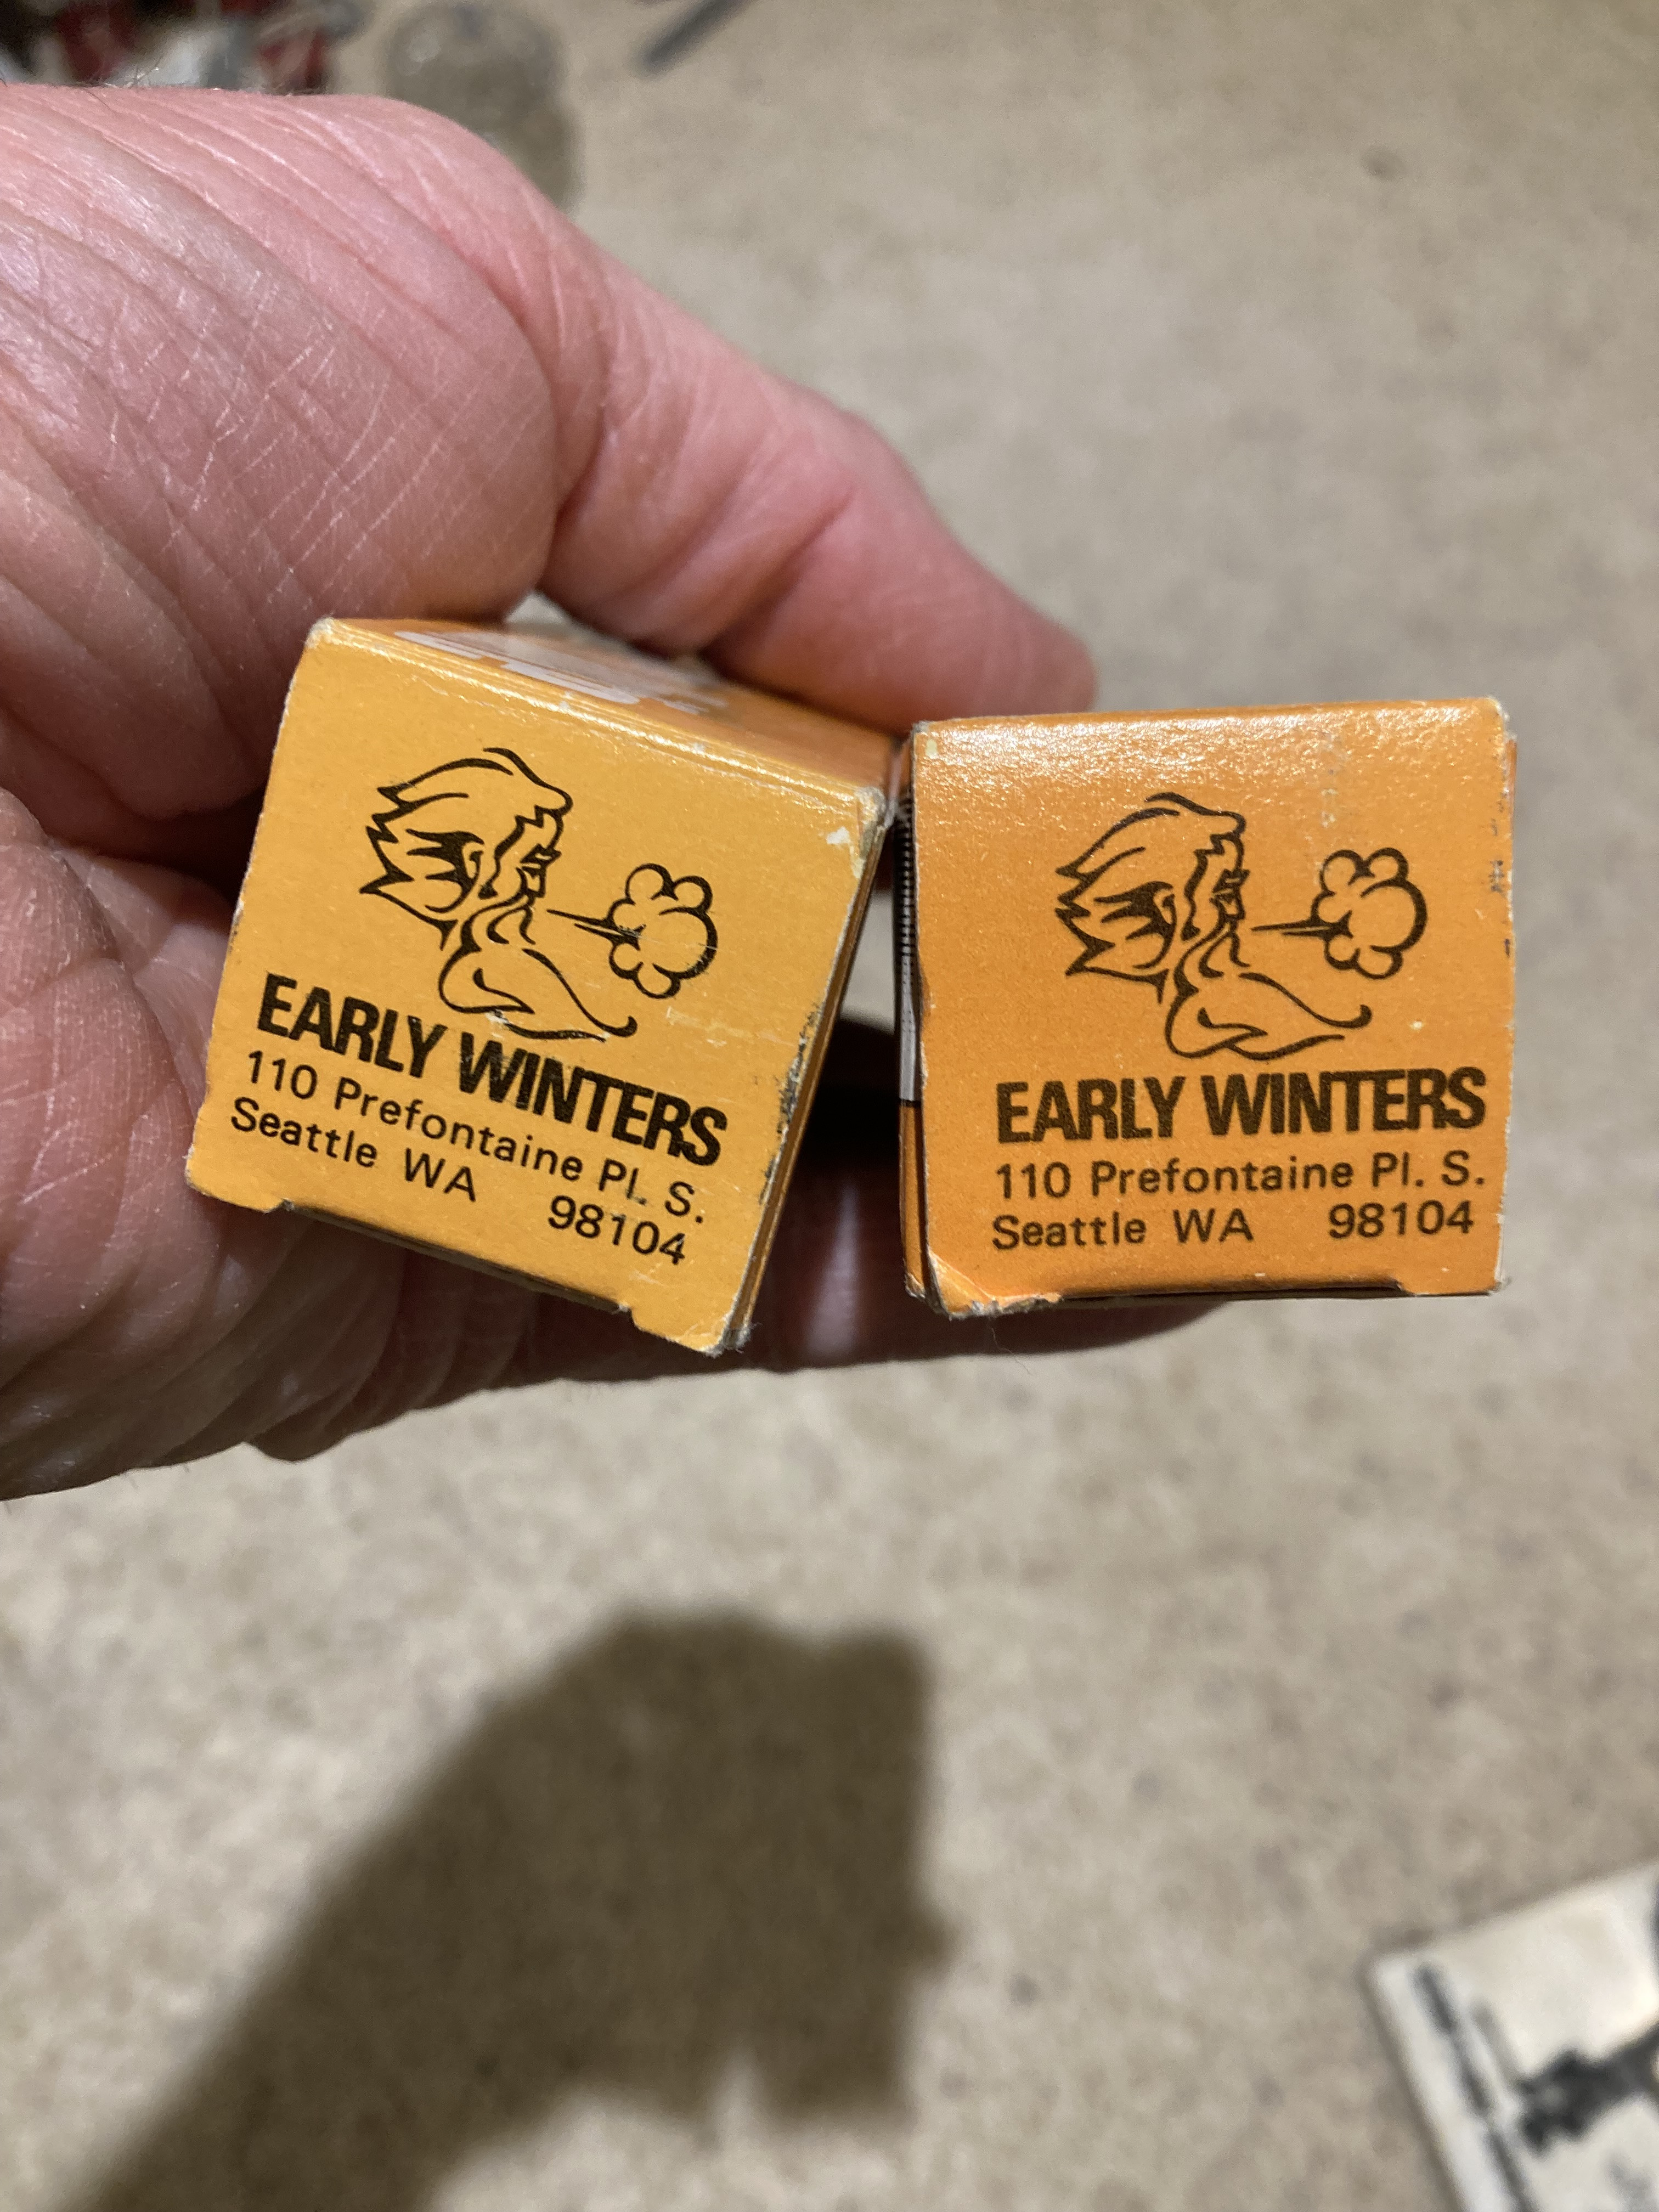 EARLY WINTERS
110 Prefontaine Pl. S.
Seattle WA 98104
EARLY WINTERS
110 Prefontaine Pl. S.
Seattle WA 98104